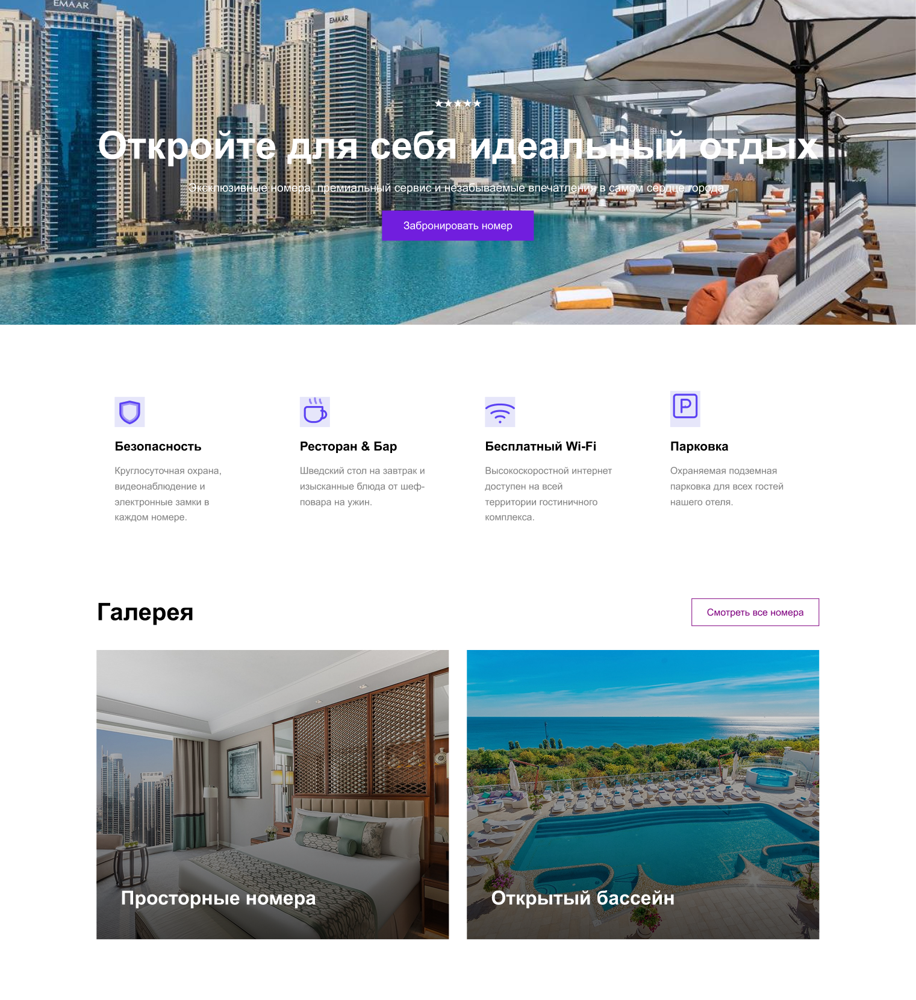 EMAAR
EMAAR
★★★★★
Откройте для себя идеальный отдых
Эксклюзивные номера, премиальный сервис и незабываемые впечатления в самом сердце города.
Забронировать номер
P
Безопасность
Круглосуточная охрана,
видеонаблюдение и
электронные замки в
каждом номере.
Ресторан & Бар
Шведский стол на завтрак и
изысканные блюда от шеф-
повара на ужин.
Бесплатный Wi-Fi
Высокоскоростной интернет
доступен на всей
территории гостиничного
комплекса.
Парковка
Охраняемая подземная
парковка для всех гостей
нашего отеля.
Галерея
Смотреть все номера
Просторные номера
Открытый бассейн